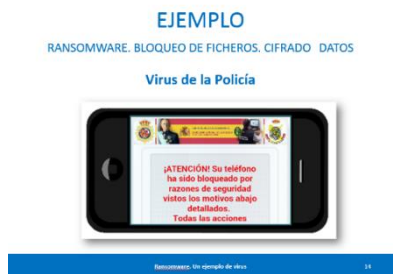 EJEMPLO
RANSOMWARE. BLOQUEO DE FICHEROS. CIFRADO DATOS
Virus de la Policía
¡ATENCIÓN! Su teléfono
ha sido bloqueado por
razones de seguridad
vistos los motivos abajo
detallados.
Todas las acciones
Ransomware. Un ejemplo de virus
14